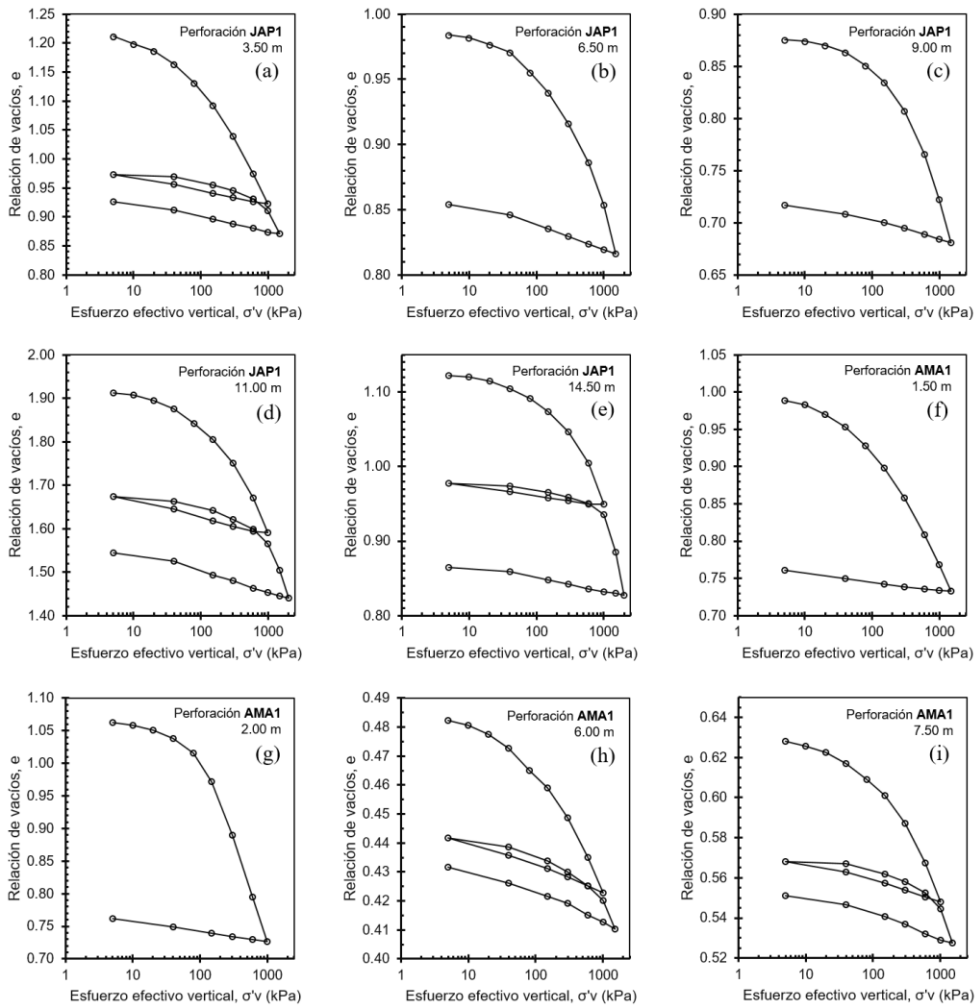 Perforación JAP1
3.50 m
(a)
1.25
1.20
1.15
1.10
1.05
1.00
0.95
0.90
0.85
0.80
Relación de vacíos, e
1 10 100 1000
Esfuerzo efectivo vertical, σ'v (kPa)
Perforación JAP1
6.50 m
(b)
1.00
0.95
0.90
0.85
0.80
Relación de vacíos, e
1 10 100 1000
Esfuerzo efectivo vertical, σ'v (kPa)
Perforación JAP1
9.00 m
(c)
0.90
0.85
0.80
0.75
0.70
0.65
Relación de vacíos, e
1 10 100 1000
Esfuerzo efectivo vertical, σ'v (kPa)
Perforación JAP1
11.00 m
(d)
2.00
1.90
1.80
1.70
1.60
1.50
1.40
Relación de vacíos, e
1 10 100 1000
Esfuerzo efectivo vertical, σ'v (kPa)
Perforación JAP1
14.50 m
(e)
1.10
1.00
0.90
0.80
Relación de vacíos, e
1 10 100 1000
Esfuerzo efectivo vertical, σ'v (kPa)
Perforación AMA1
1.50 m
(f)
1.05
1.00
0.95
0.90
0.85
0.80
0.75
0.70
Relación de vacíos, e
1 10 100 1000
Esfuerzo efectivo vertical, σ'v (kPa)
Perforación AMA1
2.00 m
(g)
1.10
1.05
1.00
0.95
0.90
0.85
0.80
0.75
0.70
Relación de vacíos, e
1 10 100 1000
Esfuerzo efectivo vertical, σ'v (kPa)
Perforación AMA1
6.00 m
(h)
0.49
0.48
0.47
0.46
0.45
0.44
0.43
0.42
0.41
0.40
Relación de vacíos, e
1 10 100 1000
Esfuerzo efectivo vertical, σ'v (kPa)
Perforación AMA1
7.50 m
(i)
0.64
0.62
0.60
0.58
0.56
0.54
0.52
Relación de vacíos, e
1 10 100 1000
Esfuerzo efectivo vertical, σ'v (kPa)